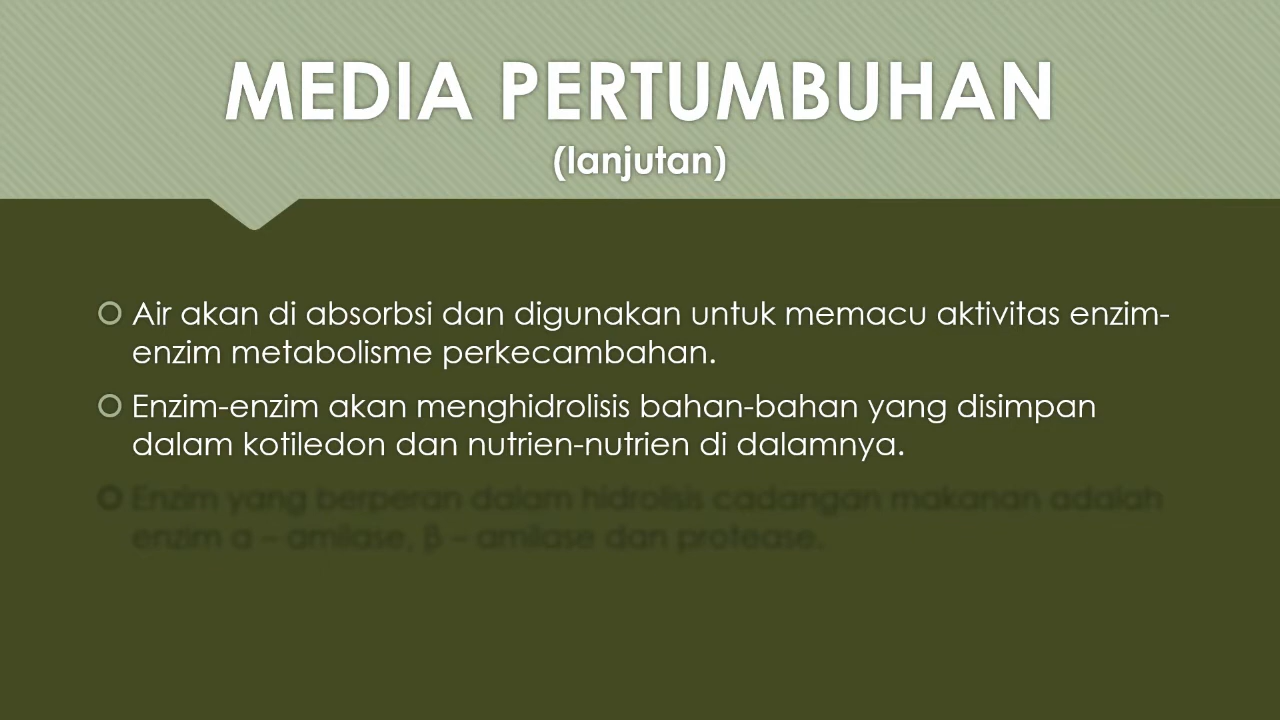 MEDIA PERTUMBUHAN
(lanjutan)
Air akan di absorbsi dan digunakan untuk memacu aktivitas enzim-
enzim metabolisme perkecambahan.
Enzim-enzim akan menghidrolisis bahan-bahan yang disimpan
dalam kotiledon dan nutrien-nutrien di dalamnya.
Enzim yang berperan dalam hidrolisis cadangan makanan adalah
enzim α – amilase, β – amilase dan protease.